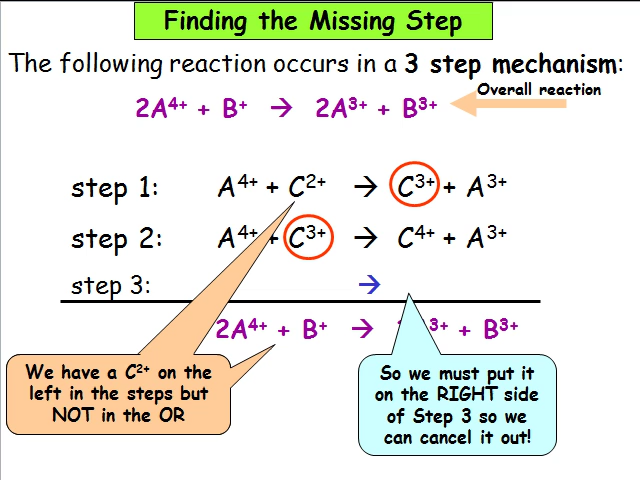 Finding the Missing Step
The following reaction occurs in a 3 step mechanism:
Overall reaction
2A⁴⁺ + B⁺ → 2A³⁺ + B³⁺
step 1: A⁴⁺ + C²⁺ → C³⁺ + A³⁺
step 2: A⁴⁺ + C³⁺ → C⁴⁺ + A³⁺
step 3: →
2A⁴⁺ + B⁺ → ³⁺ + B³⁺
We have a C²⁺ on the
left in the steps but
NOT in the OR
So we must put it
on the RIGHT side
of Step 3 so we
can cancel it out!